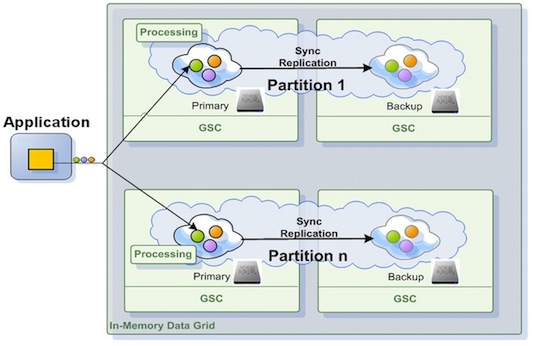 Processing
Sync
Replication
Partition 1
Primary
Backup
GSC
GSC
Application
Sync
Replication
Processing
Partition n
Primary
Backup
GSC
GSC
In-Memory Data Grid